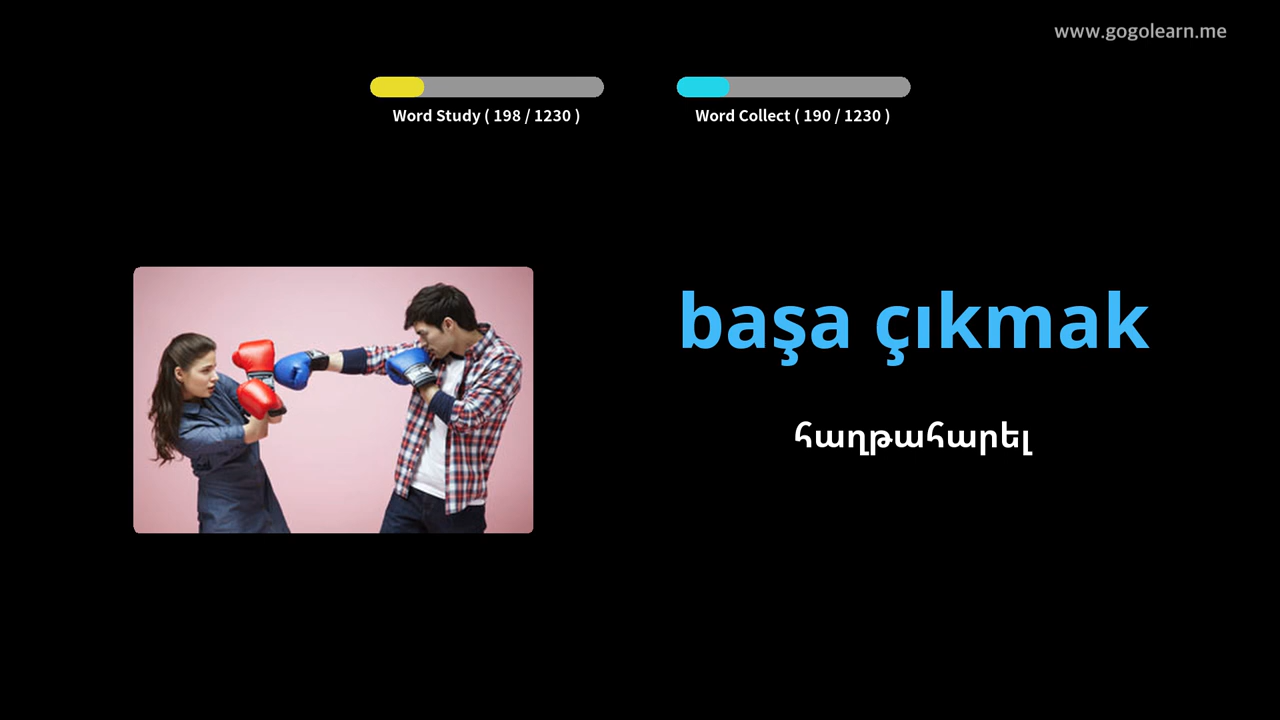 www.gogolearn.me
Word Study ( 198 / 1230 )
Word Collect ( 190 / 1230 )
başa çıkmak
հաղթահարել